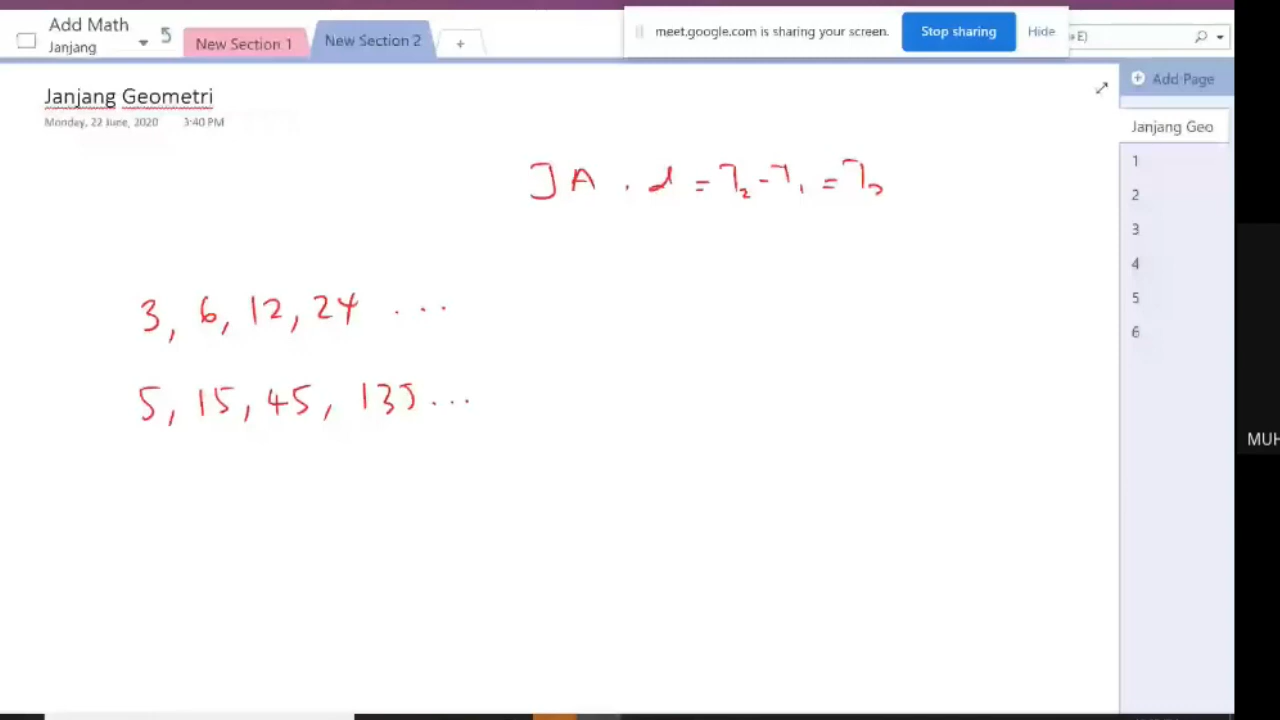 Add Math
Janjang
New Section 1
New Section 2
+
meet.google.com is sharing your screen.
Stop sharing
Hide
+E)
Add Page
Janjang Geometri
Monday, 22 June, 2020 3:40 PM
Janjang Geo
1
2
3
4
5
6
JA . d = T₂ - T₁ = T₃
3, 6, 12, 24 ...
5, 15, 45, 135 ...
MUH